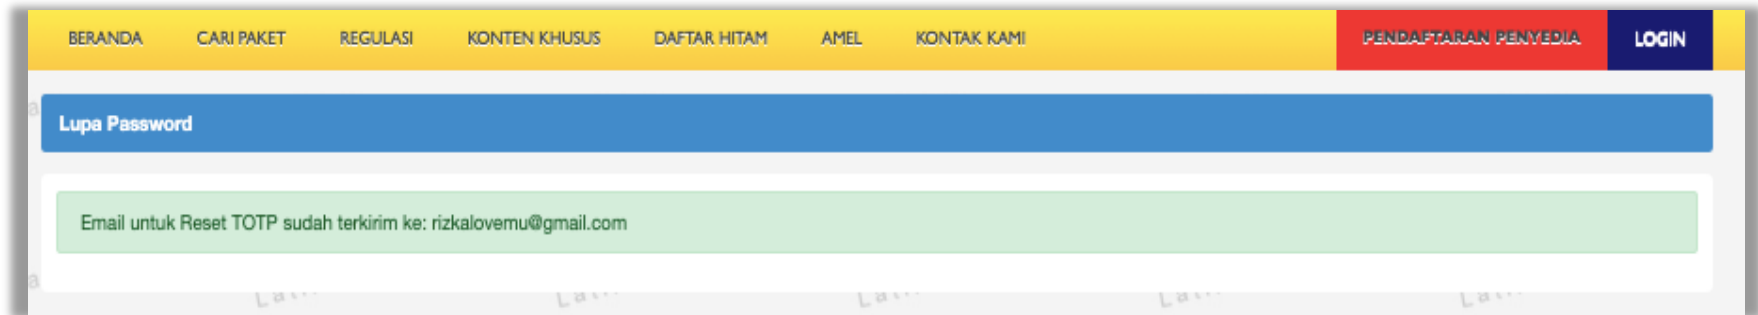 BERANDA CARI PAKET REGULASI KONTEN KHUSUS DAFTAR HITAM AMEL KONTAK KAMI PENDAFTARAN PENYEDIA LOGIN
Lupa Password
Email untuk Reset TOTP sudah terkirim ke: rizkalovemu@gmail.com